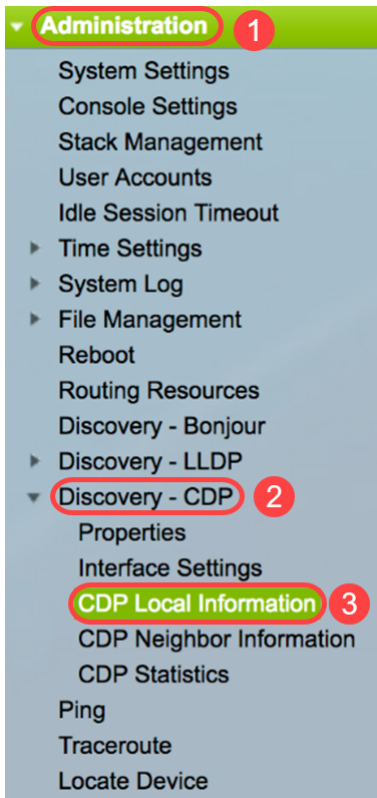 Administration 1
System Settings
Console Settings
Stack Management
User Accounts
Idle Session Timeout
Time Settings
System Log
File Management
Reboot
Routing Resources
Discovery - Bonjour
Discovery - LLDP
Discovery - CDP 2
Properties
Interface Settings
CDP Local Information 3
CDP Neighbor Information
CDP Statistics
Ping
Traceroute
Locate Device